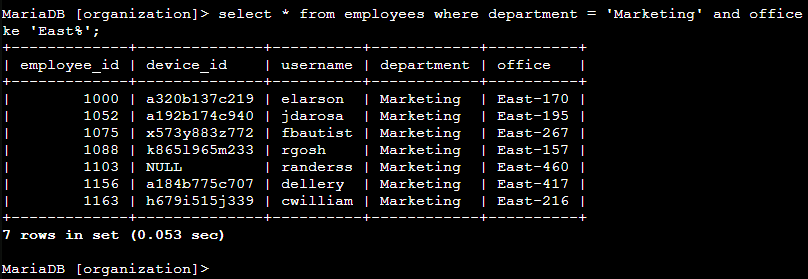 MariaDB [organization]> select * from employees where department = 'Marketing' and office
ke 'East%';
+-------------+--------------+----------+------------+----------+
| employee_id | device_id    | username | department | office   |
+-------------+--------------+----------+------------+----------+
|        1000 | a320b137c219 | elarson  | Marketing  | East-170 |
|        1052 | a192b174c940 | jdarosa  | Marketing  | East-195 |
|        1075 | x573y883z772 | fbautist | Marketing  | East-267 |
|        1088 | k865l965m233 | rgosh    | Marketing  | East-157 |
|        1103 | NULL         | randerss | Marketing  | East-460 |
|        1156 | a184b775c707 | dellery  | Marketing  | East-417 |
|        1163 | h679i515j339 | cwilliam | Marketing  | East-216 |
+-------------+--------------+----------+------------+----------+
7 rows in set (0.053 sec)
MariaDB [organization]>